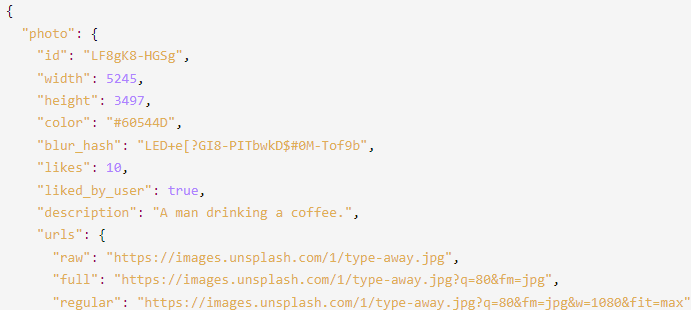 {
"photo": {
"id": "LF8gK8-HGSg",
"width": 5245,
"height": 3497,
"color": "#60544D",
"blur_hash": "LED+e[?GI8-PITbwkD$#0M-Tof9b",
"likes": 10,
"liked_by_user": true,
"description": "A man drinking a coffee.",
"urls": {
"raw": "https://images.unsplash.com/1/type-away.jpg",
"full": "https://images.unsplash.com/1/type-away.jpg?q=80&fm=jpg",
"regular": "https://images.unsplash.com/1/type-away.jpg?q=80&fm=jpg&w=1080&fit=max"